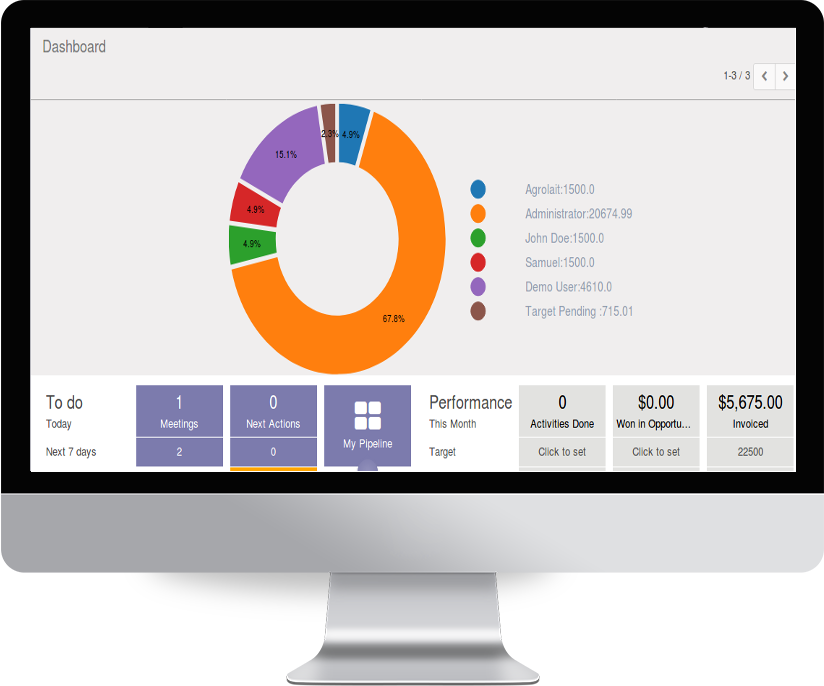 Dashboard
1-3 / 3
2.3%
4.9%
15.1%
4.9%
4.9%
67.8%
Agrolait:1500.0
Administrator:20674.99
John Doe:1500.0
Samuel:1500.0
Demo User:4610.0
Target Pending :715.01
To do
Today
Next 7 days
1
Meetings
2
0
Next Actions
0
My Pipeline
Performance
This Month
Target
0
Activities Done
Click to set
$0.00
Won in Opportu...
Click to set
$5,675.00
Invoiced
22500